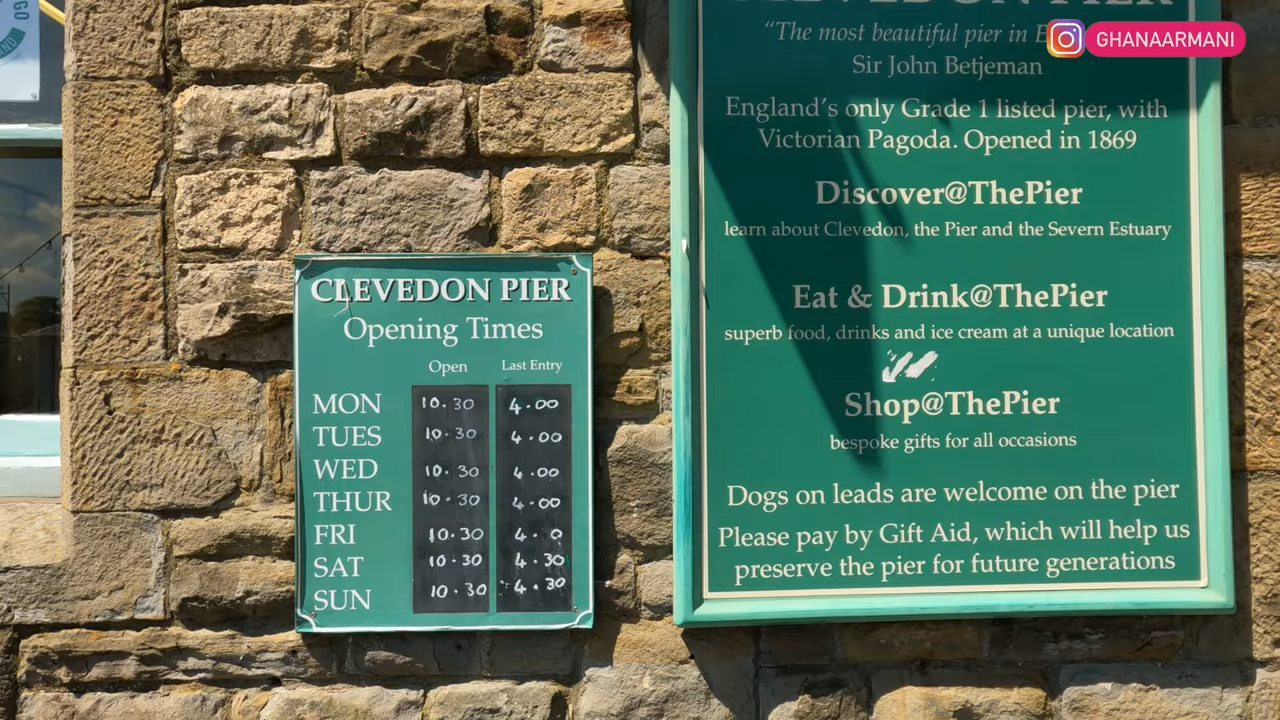 GHANAARMANI
CLEVEDON PIER
"The most beautiful pier in
Sir John Betjeman
England's only Grade 1 listed pier, with
Victorian Pagoda. Opened in 1869
Discover@ThePier
learn about Clevedon, the Pier and the Severn Estuary
Eat & Drink@ThePier
superb food, drinks and ice cream at a unique location
Shop@ThePier
bespoke gifts for all occasions
Dogs on leads are welcome on the pier
Please pay by Gift Aid, which will help us
preserve the pier for future generations
CLEVEDON PIER
Opening Times
Open Last Entry
MON 10.30 4.00
TUES 10.30 4.00
WED 10.30 4.00
THUR 10.30 4.00
FRI 10.30 4. 0
SAT 10.30 4.30
SUN 10.30 4.30